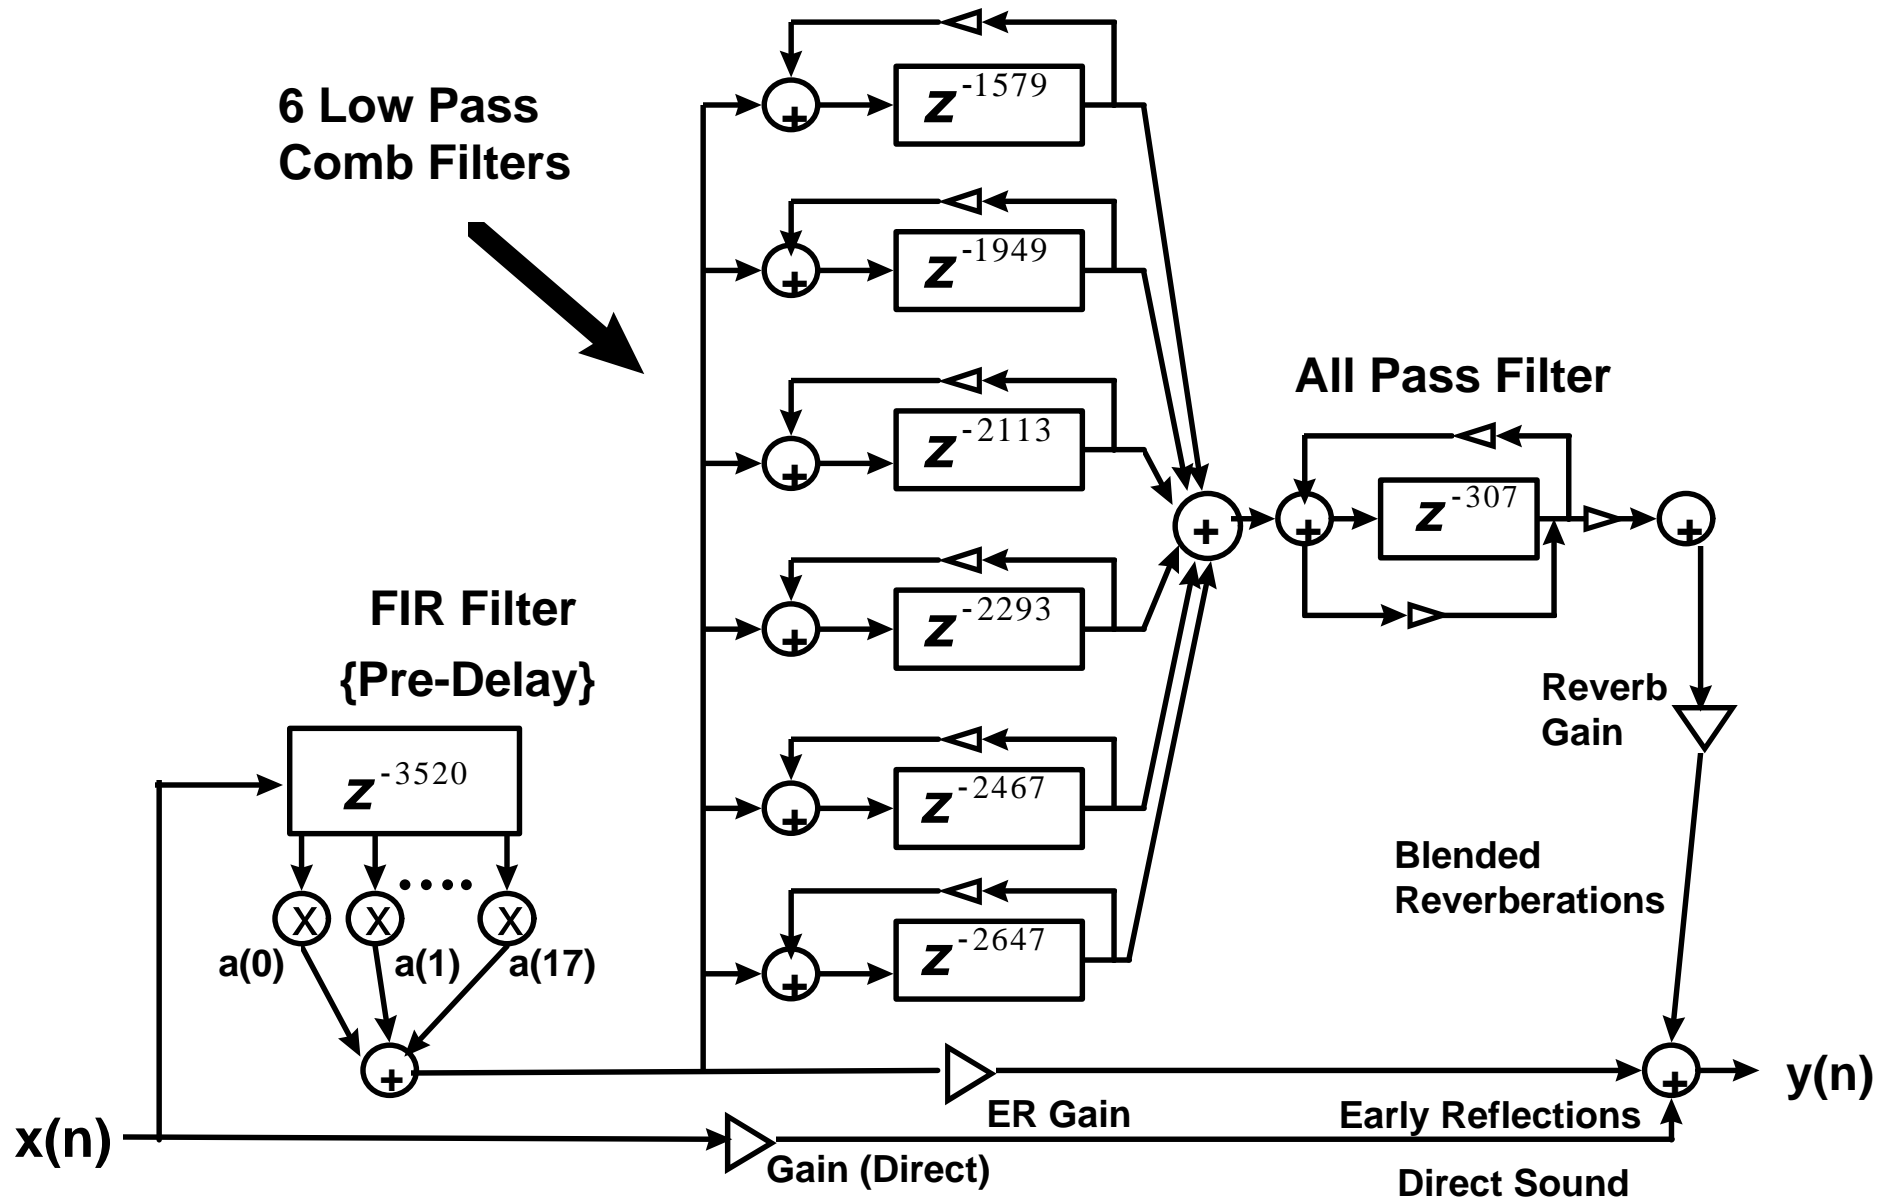 6 Low Pass
Comb Filters
z^-1579
+
z^-1949
+
z^-2113
+
z^-2293
+
z^-2467
+
z^-2647
+
+
All Pass Filter
+
z^-307
+
FIR Filter
{Pre-Delay}
z^-3520
X X X
a(0) a(1) a(17)
+
Reverb
Gain
Blended
Reverberations
+
y(n)
ER Gain
Early Reflections
x(n)
Gain (Direct)
Direct Sound